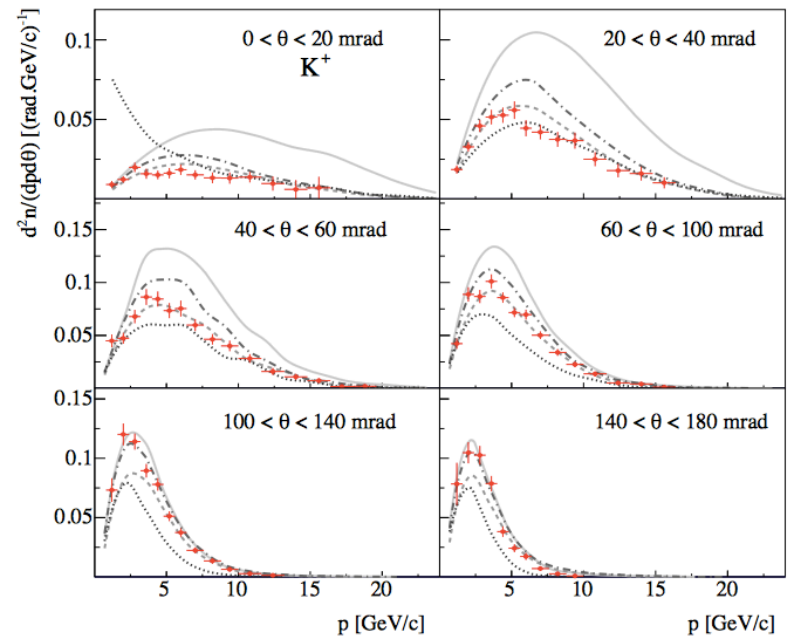 0 < θ < 20 mrad
K⁺
20 < θ < 40 mrad
0.1
0.05
d²n/(dpdθ) [(rad.GeV/c)⁻¹]
40 < θ < 60 mrad
60 < θ < 100 mrad
0.15
0.1
0.05
100 < θ < 140 mrad
140 < θ < 180 mrad
0.15
0.1
0.05
5 10 15 20 5 10 15 20
p [GeV/c] p [GeV/c]